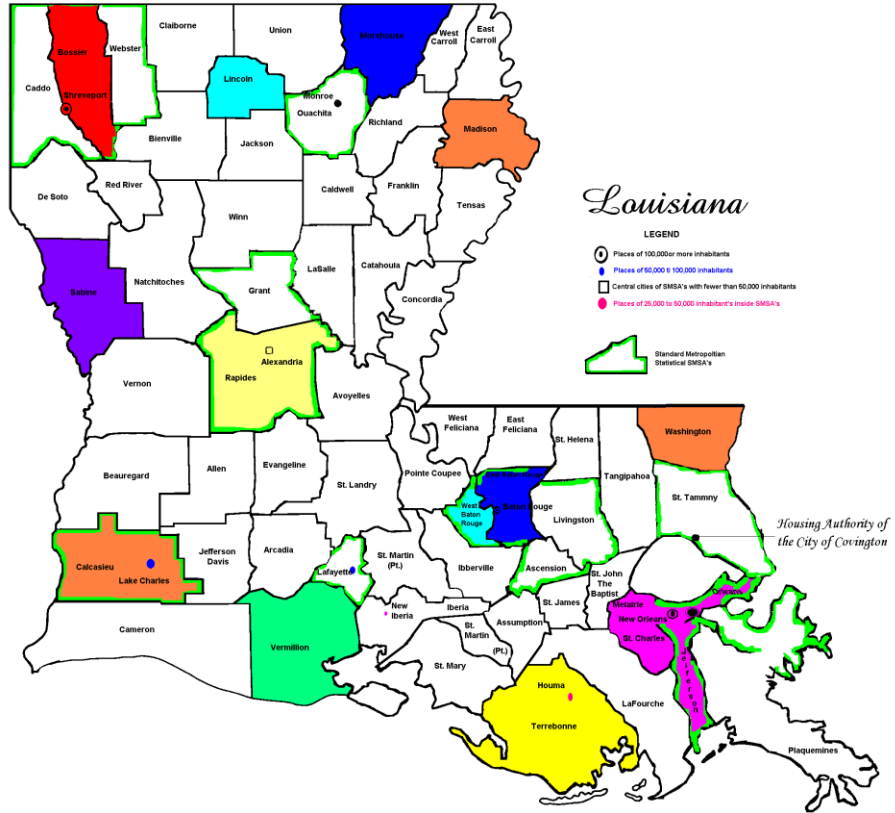 Claiborne
Union
Morehouse
West
Carroll
East
Carroll
Bossier
Webster
Caddo
Shreveport
Lincoln
Monroe
Ouachita
Richland
Madison
Bienville
Jackson
De Soto
Red River
Caldwell
Franklin
Tensas
Winn
Sabine
Natchitoches
Grant
LaSalle
Catahoula
Concordia
Louisiana
LEGEND
Places of 100,000or more inhabitants
Places of 50,000 ti 100,000 inhabitants
Central cities of SMSA's with fewer than 50,000 inhabitants
Places of 25,000 to 50,000 inhabitant's inside SMSA's
Standard Metropoltian
Statistical SMSA's
Vernon
Rapides
Alexandria
Avoyelles
West
Feliciana
East
Feliciana
St. Helena
Washington
Beauregard
Allen
Evangeline
St. Landry
Pointe Coupee
East Baton Rouge
Tangipahoa
St. Tammny
West
Baton
Rouge
Baton Rouge
Livingston
Housing Authority of
the City of Covington
Calcasieu
Lake Charles
Jefferson
Davis
Arcadia
Lafayette
St. Martin
(Pt.)
Ibberville
Ascension
St. John
The
Baptist
Cameron
Vermillion
New
Iberia
Iberia
St.
Martin
(Pt.)
Assumption
St. James
Metairie
New Orleans
Orleans
St. Charles
Jefferson
St. Mary
Houma
Terrebonne
LaFourche
Plaquemines